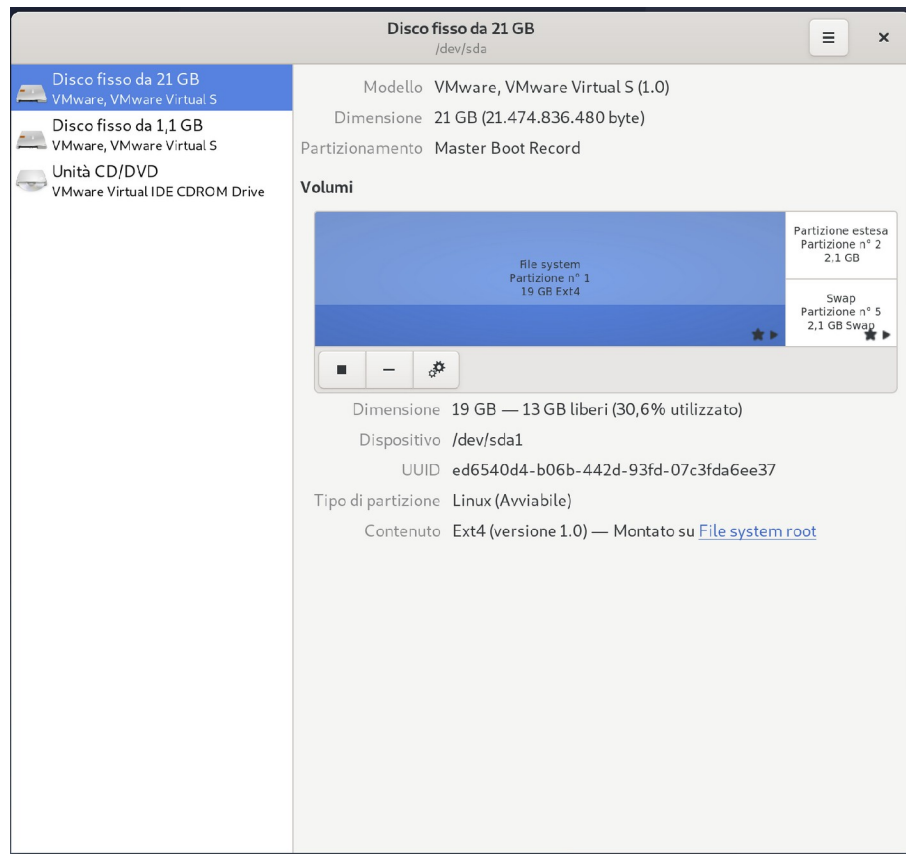 Disco fisso da 21 GB
/dev/sda
Disco fisso da 21 GB
VMware, VMware Virtual S
Disco fisso da 1,1 GB
VMware, VMware Virtual S
Unità CD/DVD
VMware Virtual IDE CDROM Drive
Modello VMware, VMware Virtual S (1.0)
Dimensione 21 GB (21.474.836.480 byte)
Partizionamento Master Boot Record
Volumi
File system
Partizione n° 1
19 GB Ext4
Partizione estesa
Partizione n° 2
2.1 GB
Swap
Partizione n° 5
2,1 GB Swap
Dimensione 19 GB — 13 GB liberi (30,6% utilizzato)
Dispositivo /dev/sda1
UUID ed6540d4-b06b-442d-93fd-07c3fda6ee37
Tipo di partizione Linux (Avviabile)
Contenuto Ext4 (versione 1.0) — Montato su File system root